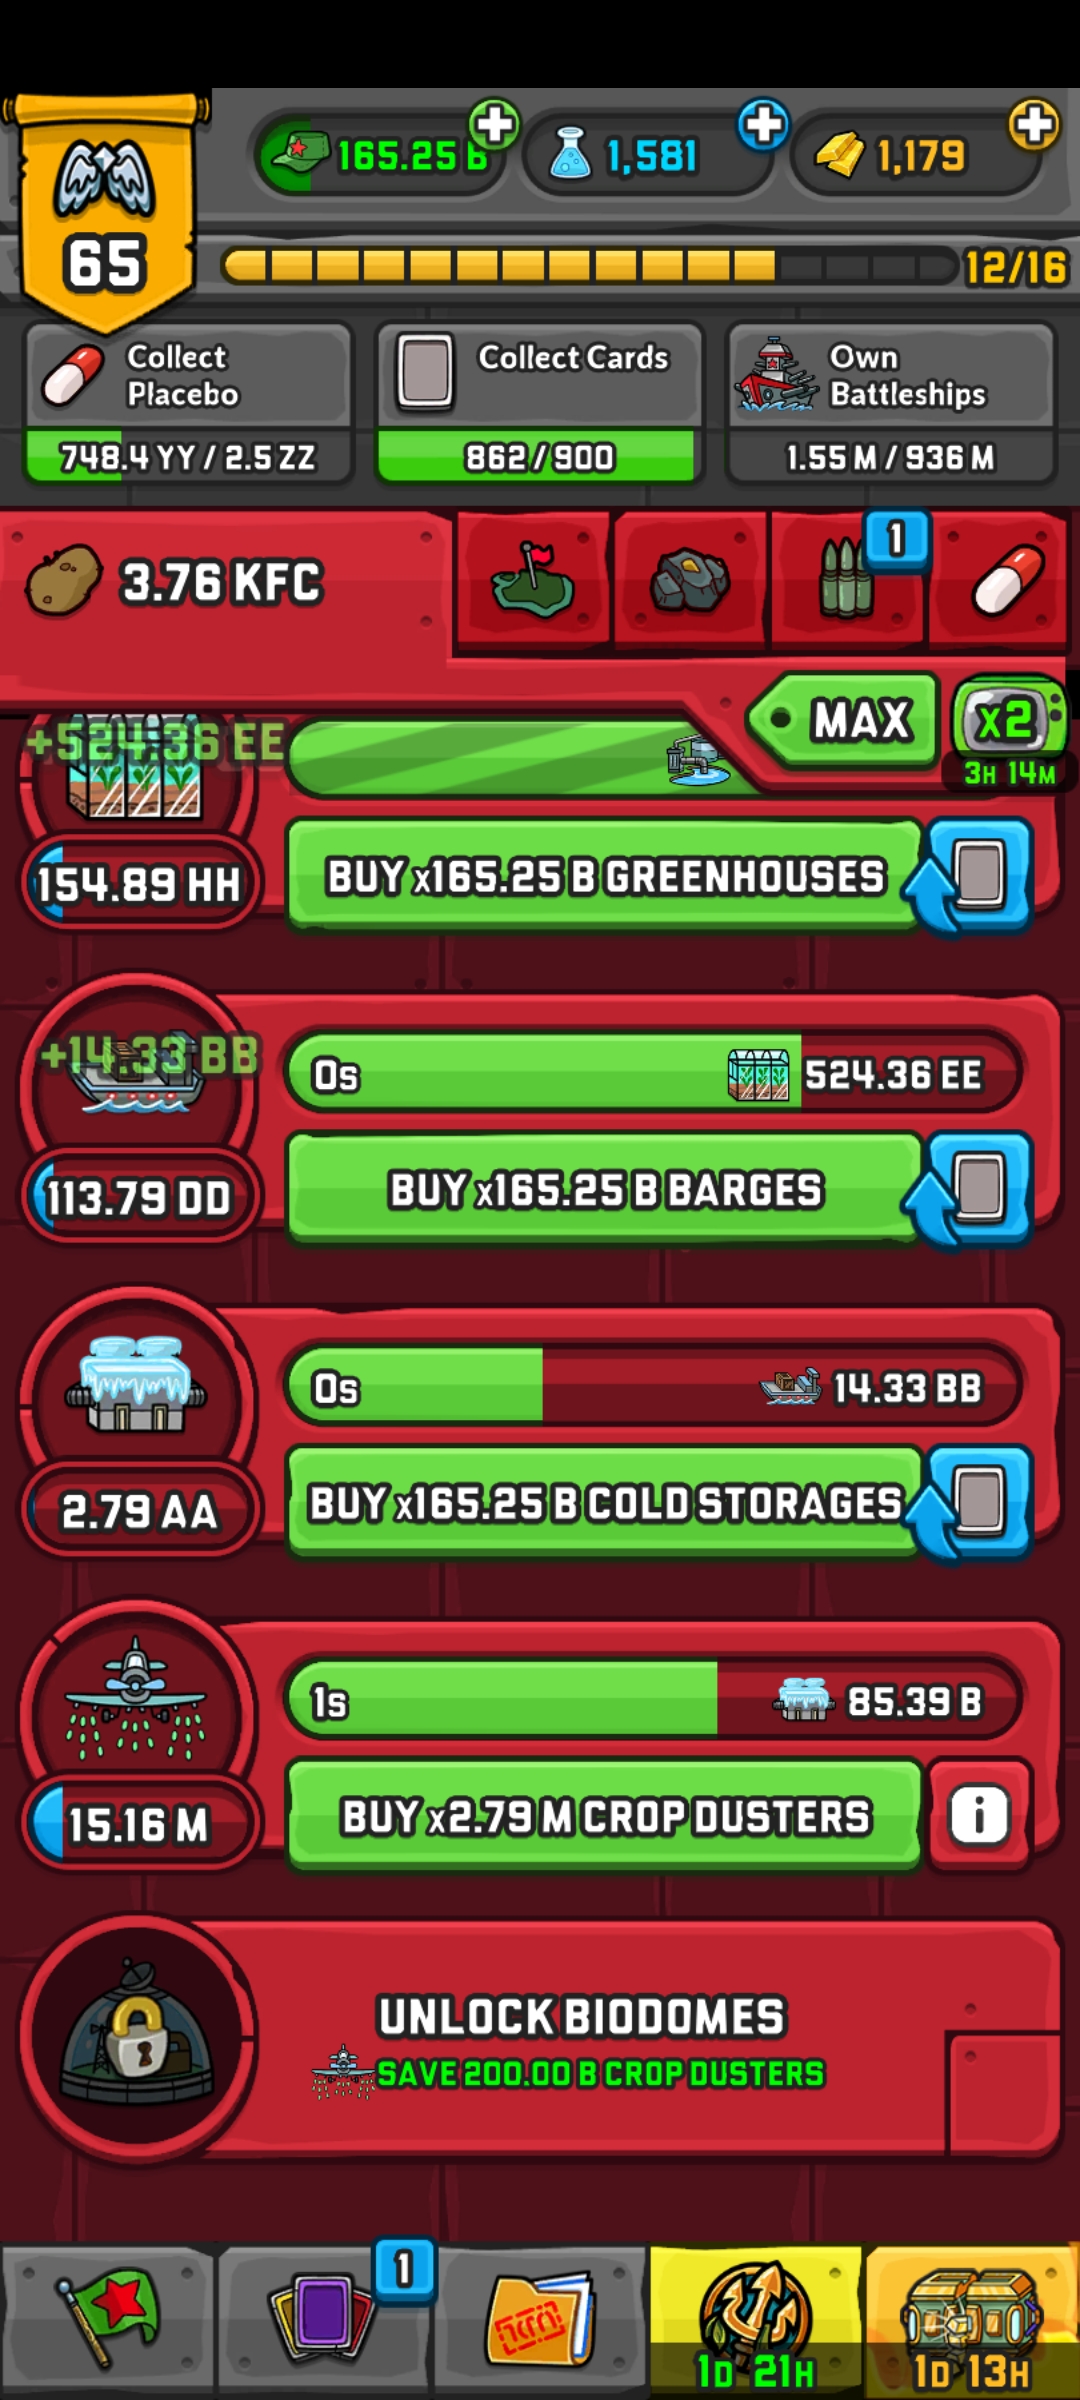 165.25 B
1,581
1,179
65
12/16
Collect
Placebo
748.4 YY / 2.5 ZZ
Collect Cards
862/900
Own
Battleships
1.55 M / 936 M
3.76 KFC
1
MAX
x2
3H 14M
+524.36 EE
154.89 HH
BUY x165.25 B GREENHOUSES
+14.33 BB
0s
524.36 EE
113.79 DD
BUY x165.25 B BARGES
0s
14.33 BB
2.79 AA
BUY x165.25 B COLD STORAGES
1s
85.39 B
15.16 M
BUY x2.79 M CROP DUSTERS
i
UNLOCK BIODOMES
SAVE 200.00 B CROP DUSTERS
1
1D 21H
1D 13H